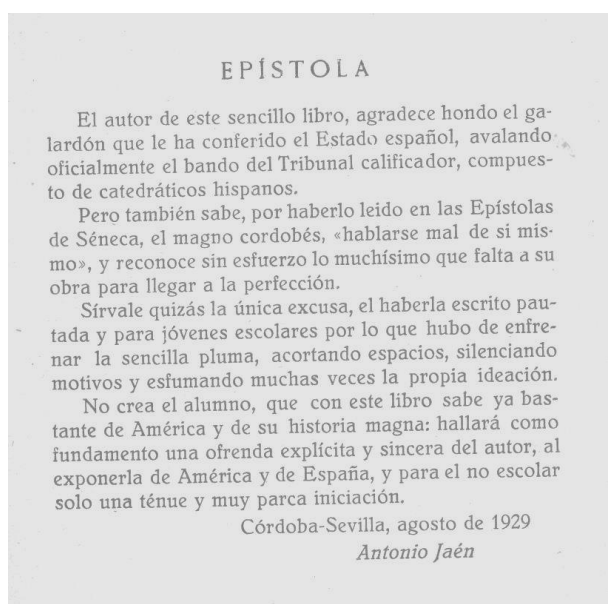 EPÍSTOLA
El autor de este sencillo libro, agradece hondo el ga-
lardón que le ha conferido el Estado español, avalando
oficialmente el bando del Tribunal calificador, compues-
to de catedráticos hispanos.
Pero también sabe, por haberlo leido en las Epístolas
de Séneca, el magno cordobés, «hablarse mal de si mis-
mo», y reconoce sin esfuerzo lo muchísimo que falta a su
obra para llegar a la perfección.
Sírvale quizás la única excusa, el haberla escrito pau-
tada y para jóvenes escolares por lo que hubo de enfre-
nar la sencilla pluma, acortando espacios, silenciando
motivos y esfumando muchas veces la propia ideación.
No crea el alumno, que con este libro sabe ya bas-
tante de América y de su historia magna: hallará como
fundamento una ofrenda explícita y sincera del autor, al
exponerla de América y de España, y para el no escolar
solo una ténue y muy parca iniciación.
Córdoba-Sevilla, agosto de 1929
Antonio Jaén